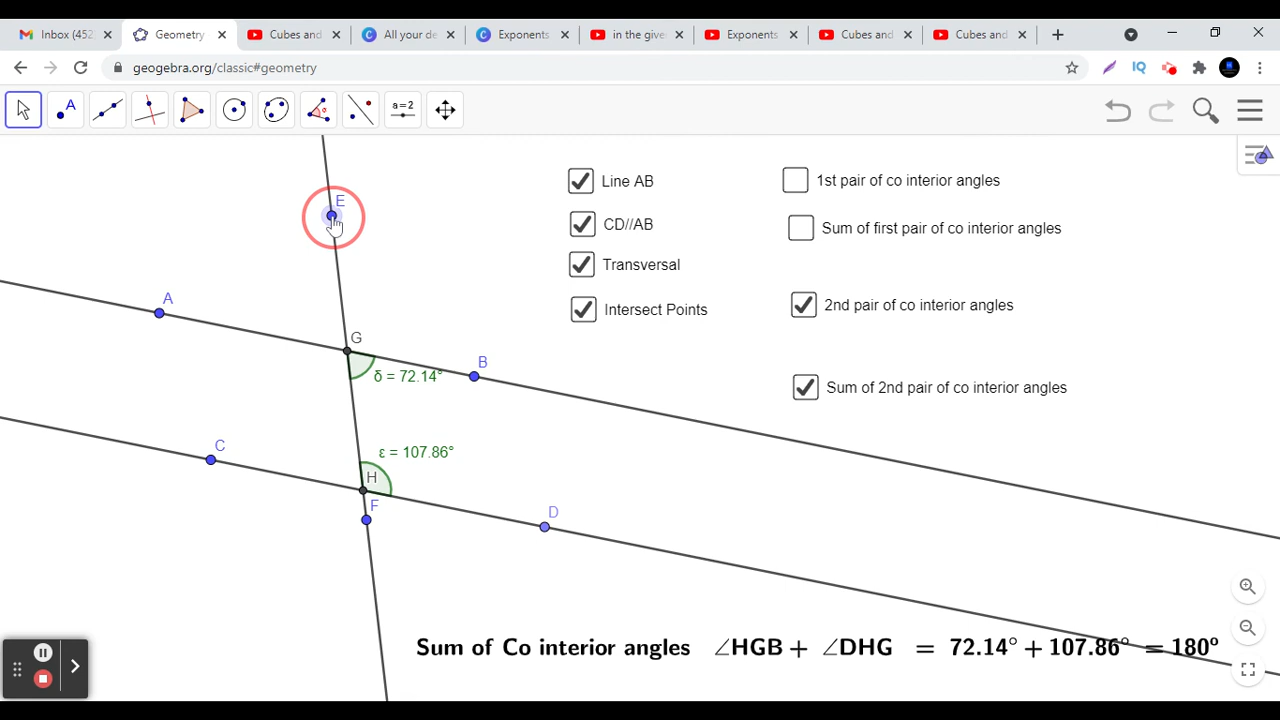 Inbox (452
Geometry
Cubes and
All your de
Exponents
in the give
Exponents
Cubes and
Cubes and
geogebra.org/classic#geometry
IQ
A
a=2
E
Line AB
1st pair of co interior angles
CD//AB
Sum of first pair of co interior angles
Transversal
A
Intersect Points
2nd pair of co interior angles
G
B
δ = 72.14°
Sum of 2nd pair of co interior angles
C
ε = 107.86°
H
F
D
Sum of Co interior angles ∠HGB + ∠DHG = 72.14° + 107.86° = 180º